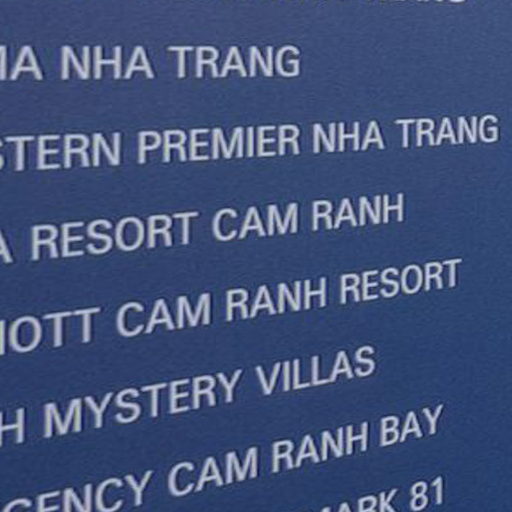 NHA TRANG
PREMIER NHA TRANG
RESORT CAM RANH
CAM RANH RESORT
MYSTERY VILLAS
CAM RANH BAY
81